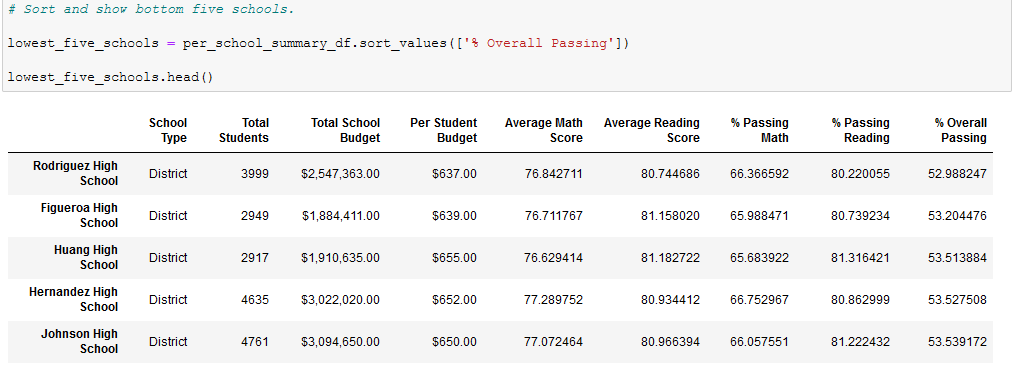 # Sort and show bottom five schools.
lowest_five_schools = per_school_summary_df.sort_values(['% Overall Passing'])
lowest_five_schools.head()
School Type Total Students Total School Budget Per Student Budget Average Math Score Average Reading Score % Passing Math % Passing Reading % Overall Passing
Rodriguez High School District 3999 $2,547,363.00 $637.00 76.842711 80.744686 66.366592 80.220055 52.988247
Figueroa High School District 2949 $1,884,411.00 $639.00 76.711767 81.158020 65.988471 80.739234 53.204476
Huang High School District 2917 $1,910,635.00 $655.00 76.629414 81.182722 65.683922 81.316421 53.513884
Hernandez High School District 4635 $3,022,020.00 $652.00 77.289752 80.934412 66.752967 80.862999 53.527508
Johnson High School District 4761 $3,094,650.00 $650.00 77.072464 80.966394 66.057551 81.222432 53.539172